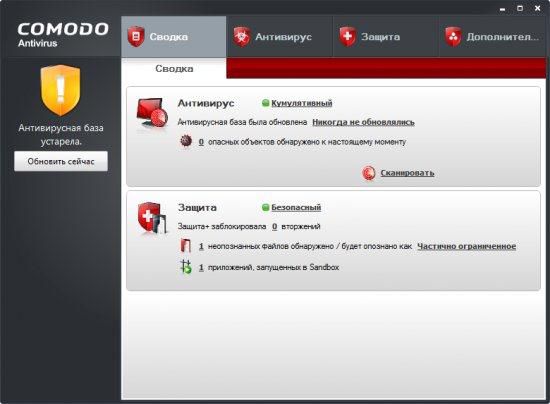 COMODO
Antivirus
Сводка
Антивирус
Защита
Дополнител...
Сводка
Антивирусная база
устарела.
Обновить сейчас
Антивирус Кумулятивный
Антивирусная база была обновлена Никогда не обновлялись
0 опасных объектов обнаружено к настоящему моменту
Сканировать
Защита Безопасный
Защита+ заблокировала 0 вторжений
1 неопознанных файлов обнаружено / будет опознано как Частично ограниченное
1 приложений, запущенных в Sandbox